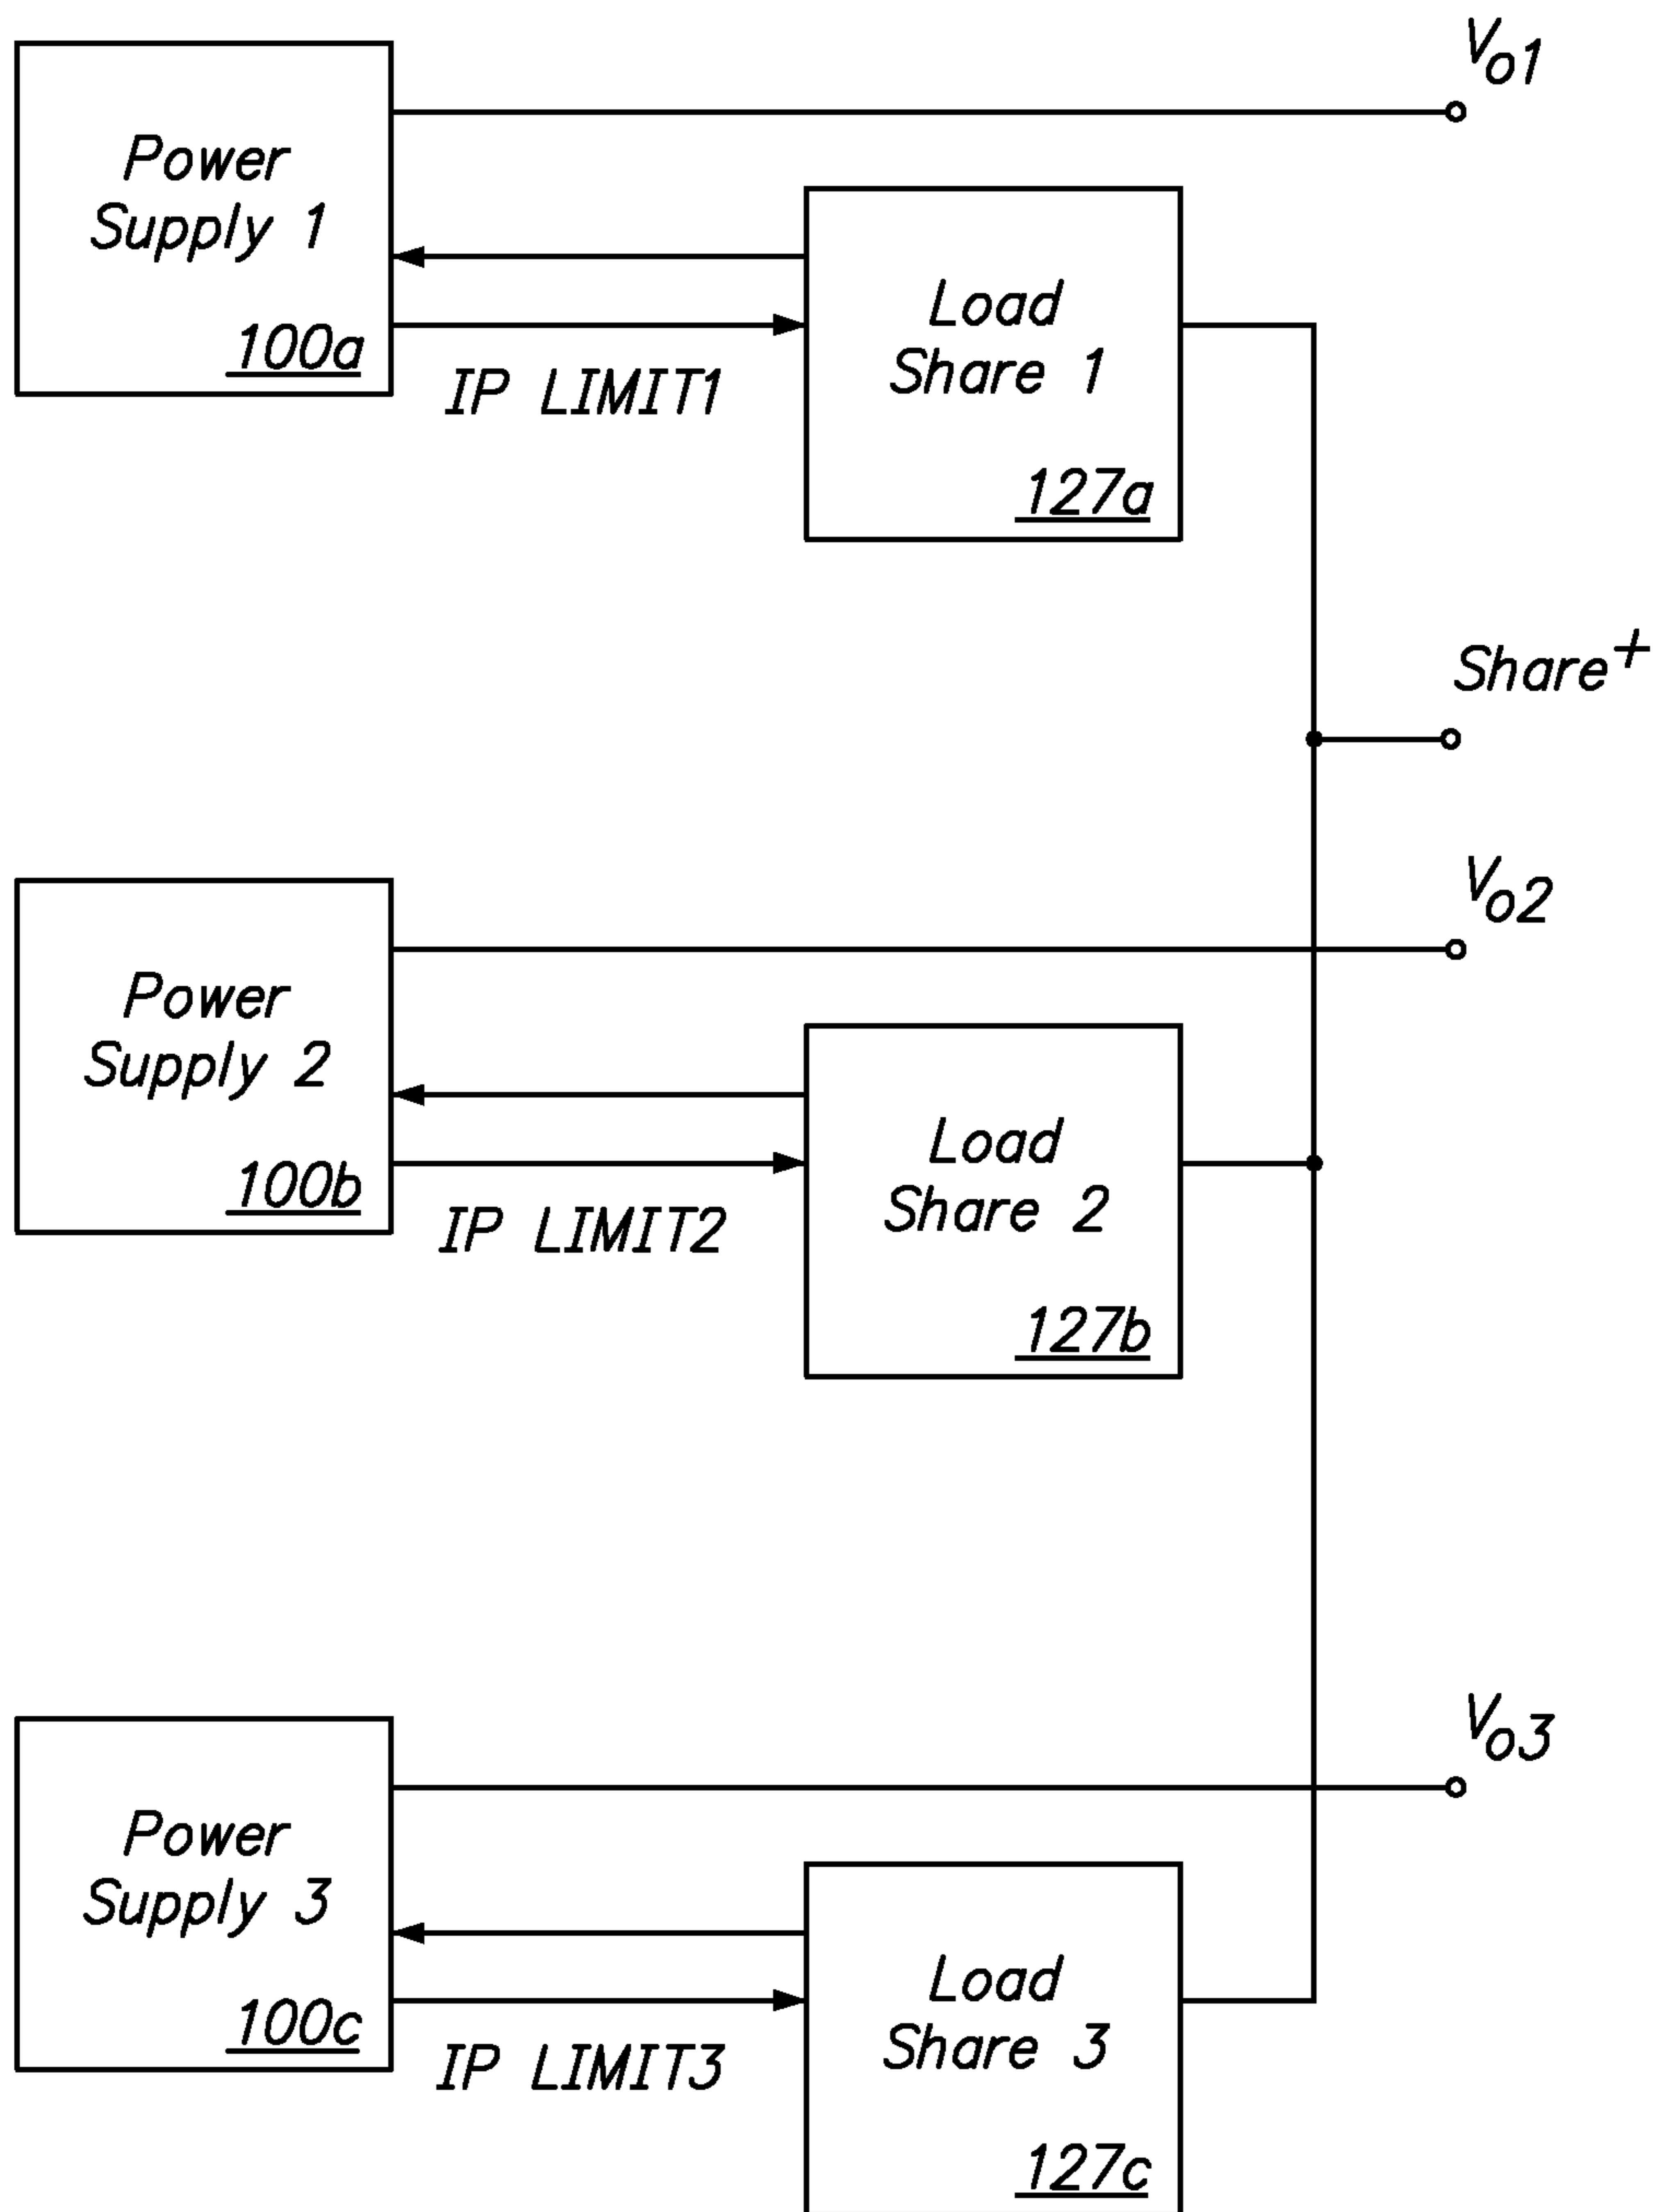 Vo1
Power
Supply 1
100a
IP LIMIT1
Load
Share 1
127a
Share+
Vo2
Power
Supply 2
100b
IP LIMIT2
Load
Share 2
127b
Vo3
Power
Supply 3
100c
IP LIMIT3
Load
Share 3
127c